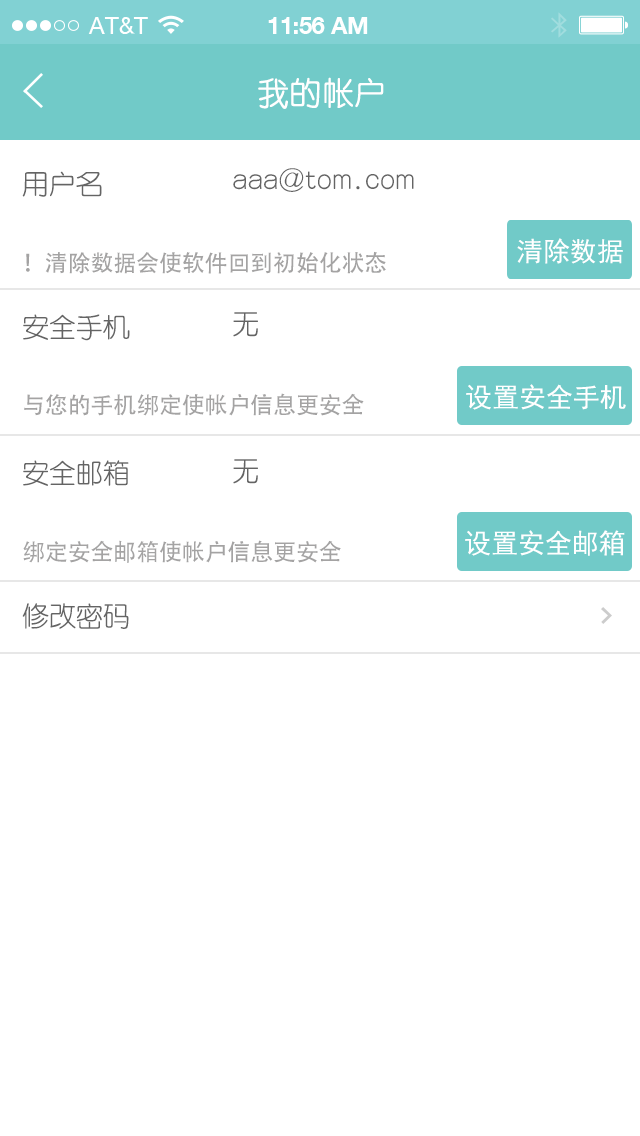 AT&T 11:56 AM
我的帐户
用户名 aaa@tom.com
！清除数据会使软件回到初始化状态 清除数据
安全手机 无
与您的手机绑定使帐户信息更安全 设置安全手机
安全邮箱 无
绑定安全邮箱使帐户信息更安全 设置安全邮箱
修改密码